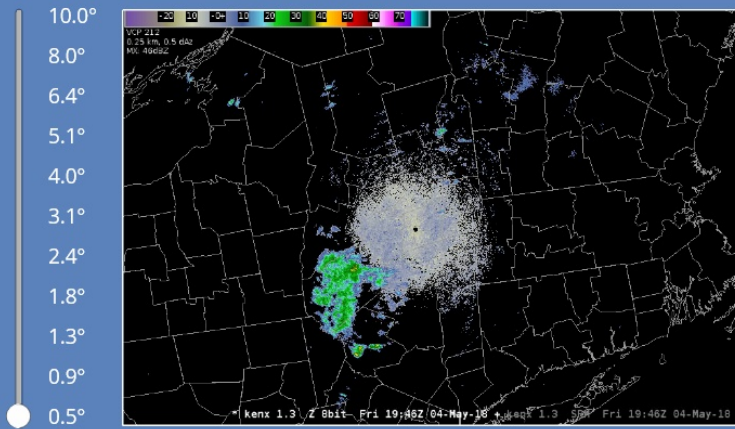 10.0°
8.0°
6.4°
5.1°
4.0°
3.1°
2.4°
1.8°
1.3°
0.9°
0.5°
-20 10 -0+ 10 20 30 40 50 60 70
VCP 212
0.25 km, 0.5 dAz
MX: 46dBZ
* kenx 1.3 Z 8bit Fri 19:46Z 04-May-18 + kenx 1.3 SRM Fri 19:46Z 04-May-18